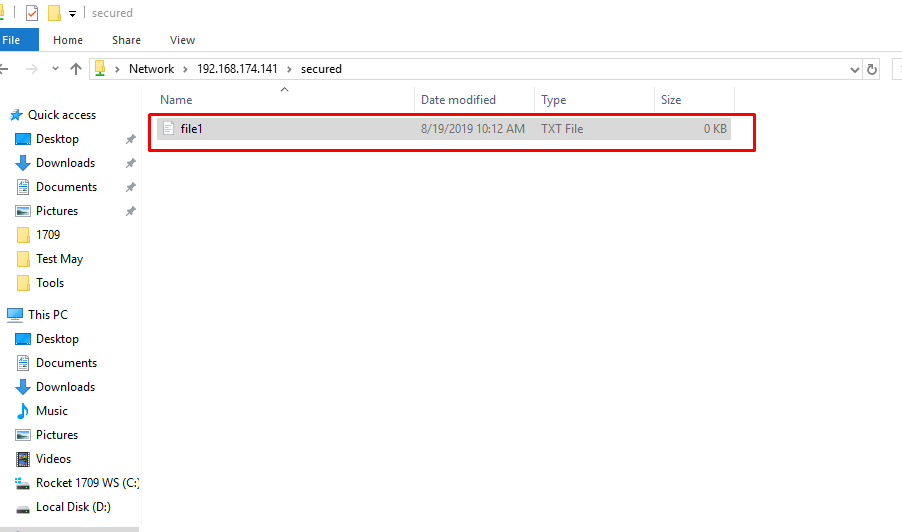 secured
File Home Share View
Network 192.168.174.141 secured
Name Date modified Type Size
file1 8/19/2019 10:12 AM TXT File 0 KB
Quick access
Desktop
Downloads
Documents
Pictures
1709
Test May
Tools
This PC
Desktop
Documents
Downloads
Music
Pictures
Videos
Rocket 1709 WS (C:)
Local Disk (D:)